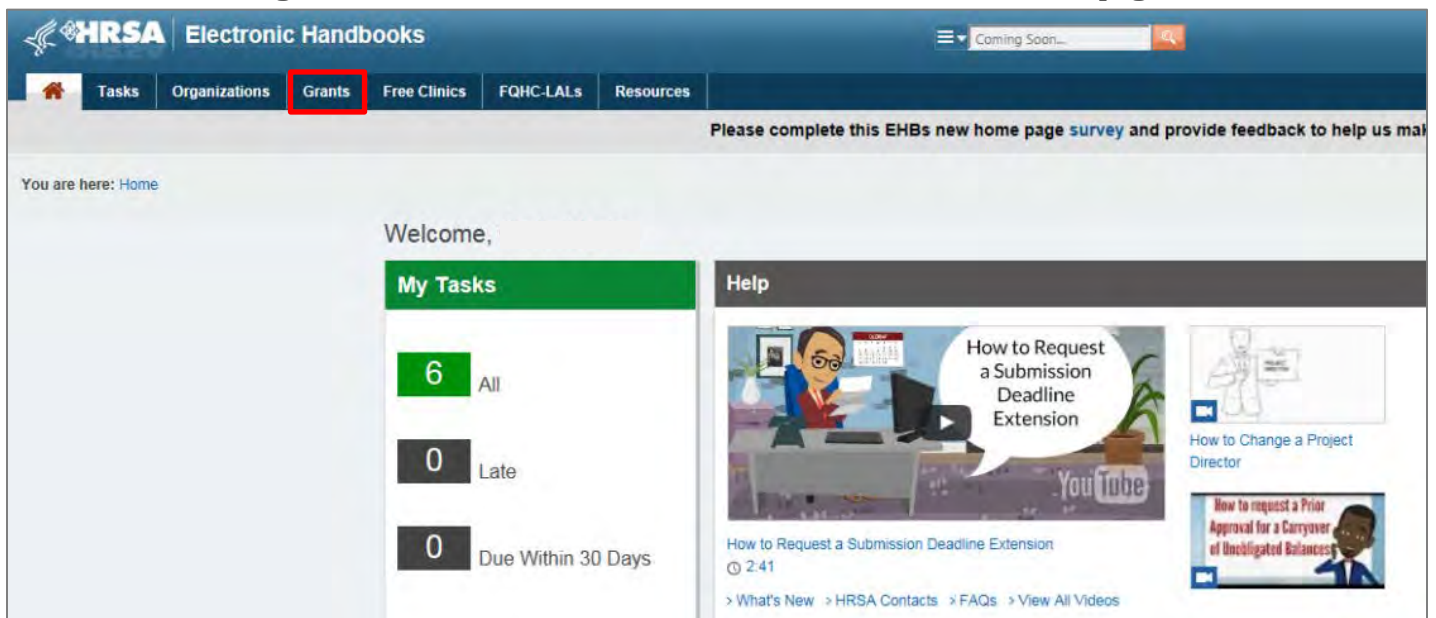 HRSA Electronic Handbooks
Coming Soon...
Tasks Organizations Grants Free Clinics FQHC-LALs Resources
Please complete this EHBs new home page survey and provide feedback to help us mak
You are here: Home
Welcome,
My Tasks
6 All
0 Late
0 Due Within 30 Days
Help
How to Request
a Submission
Deadline
Extension
YouTube
How to Request a Submission Deadline Extension
2:41
> What's New > HRSA Contacts > FAQs > View All Videos
PROJECT
DIRECTOR
How to Change a Project
Director
How to request a Prior
Approval for a Carryover
of Unobligated Balances